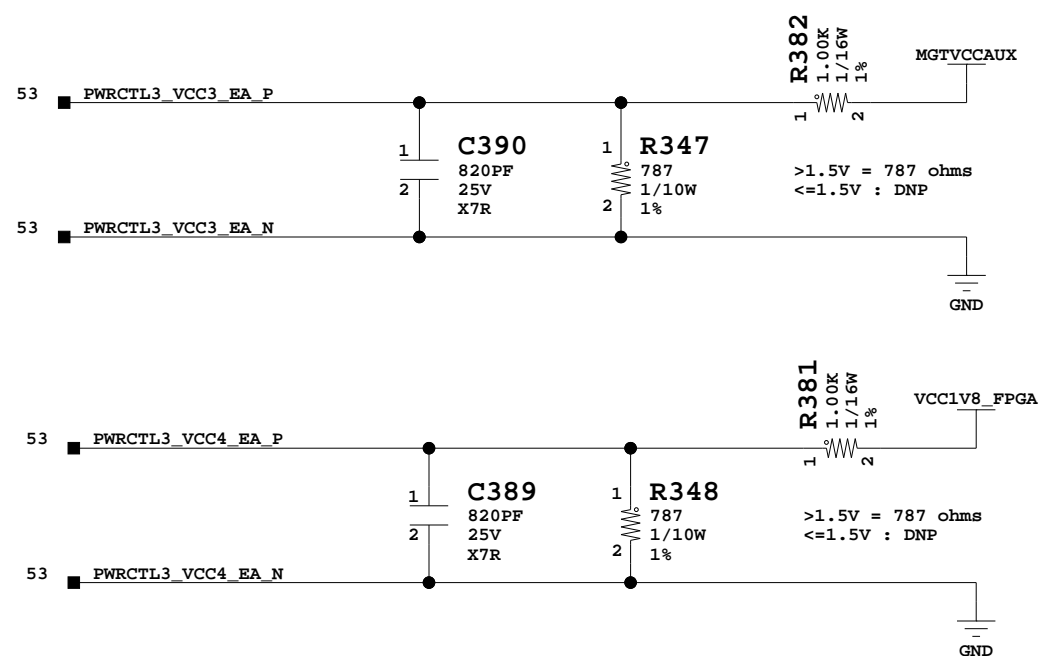 R382
1.00K
1/16W
1%
MGTVCCAUX
53 PWRCTL3_VCC3_EA_P
1 2
1 C390
820PF
2 25V
X7R
1 R347
787
1/10W
2 1%
>1.5V = 787 ohms
<=1.5V : DNP
53 PWRCTL3_VCC3_EA_N
GND
R381
1.00K
1/16W
1%
VCC1V8_FPGA
53 PWRCTL3_VCC4_EA_P
1 2
1 C389
820PF
2 25V
X7R
1 R348
787
1/10W
2 1%
>1.5V = 787 ohms
<=1.5V : DNP
53 PWRCTL3_VCC4_EA_N
GND